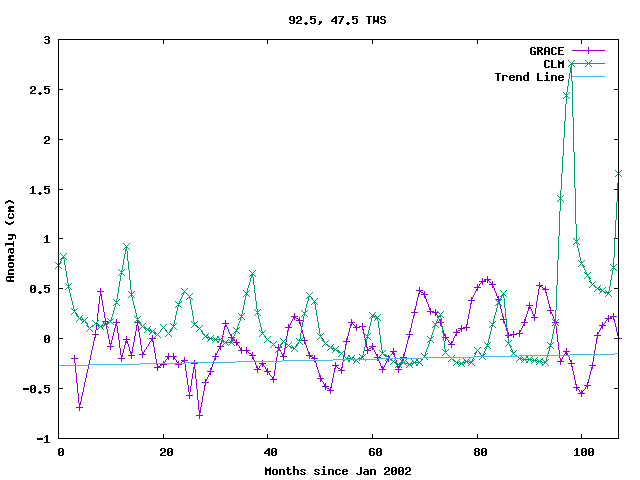 92.5, 47.5 TWS
GRACE
CLM
Trend Line
3
2.5
2
1.5
1
0.5
0
-0.5
-1
Anomaly (cm)
0 20 40 60 80 100
Months since Jan 2002